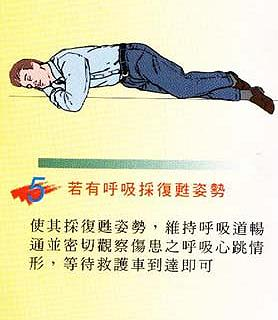 5 若有呼吸採復甦姿勢
使其採復甦姿勢，維持呼吸道暢
通並密切觀察傷患之呼吸心跳情
形，等待救護車到達即可